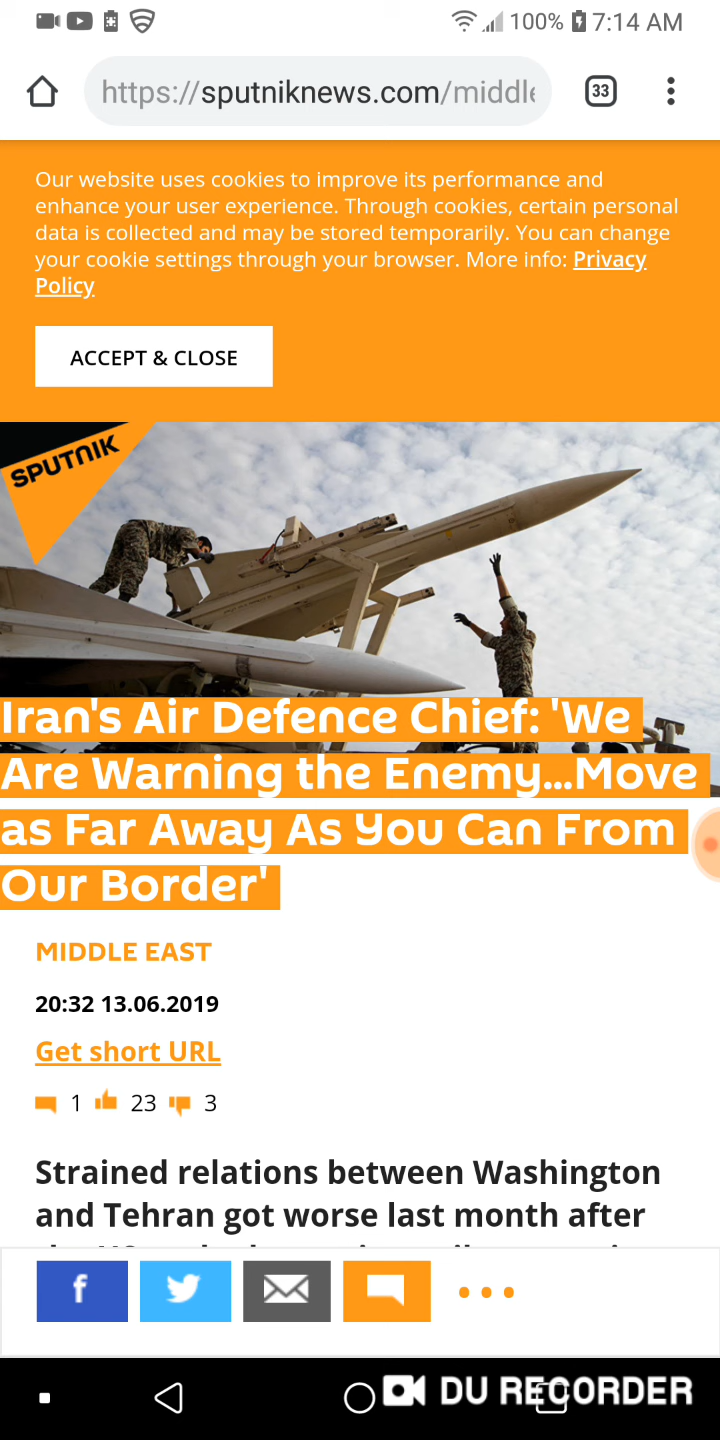 100% 7:14 AM
https://sputniknews.com/middle
33
Our website uses cookies to improve its performance and
enhance your user experience. Through cookies, certain personal
data is collected and may be stored temporarily. You can change
your cookie settings through your browser. More info: Privacy
Policy
ACCEPT & CLOSE
SPUTNIK
Iran's Air Defence Chief: 'We
Are Warning the Enemy...Move
as Far Away As You Can From
Our Border'
MIDDLE EAST
20:32 13.06.2019
Get short URL
1 23 3
Strained relations between Washington
and Tehran got worse last month after
f
DU RECORDER